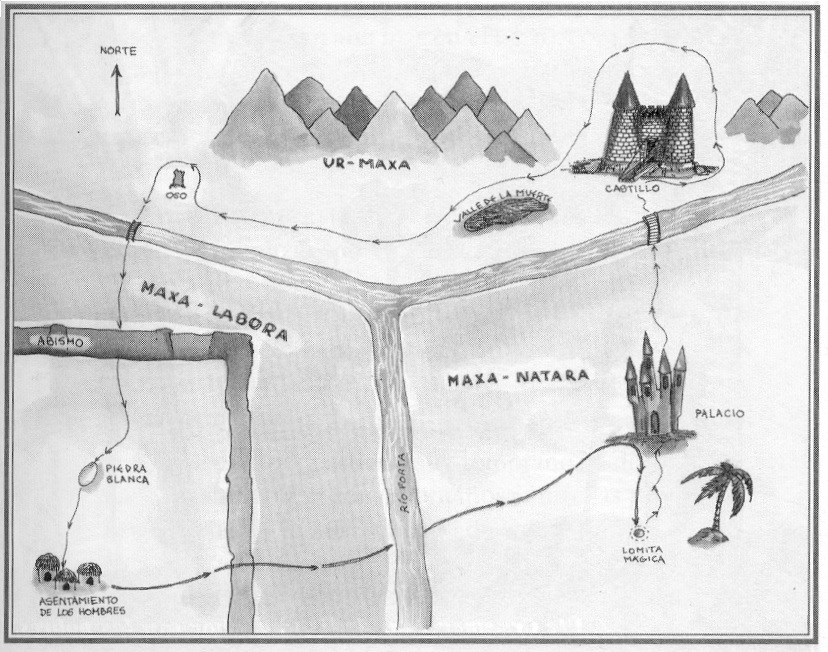 NORTE
UR-MAXA
OSO
VALLE DE LA MUERTE
CASTILLO
MAXA-LABORA
ABISMO
MAXA-NATARA
PALACIO
PIEDRA
BLANCA
RÍO PORTA
LOMITA
MÁGICA
ASENTAMIENTO
DE LOS HOMBRES